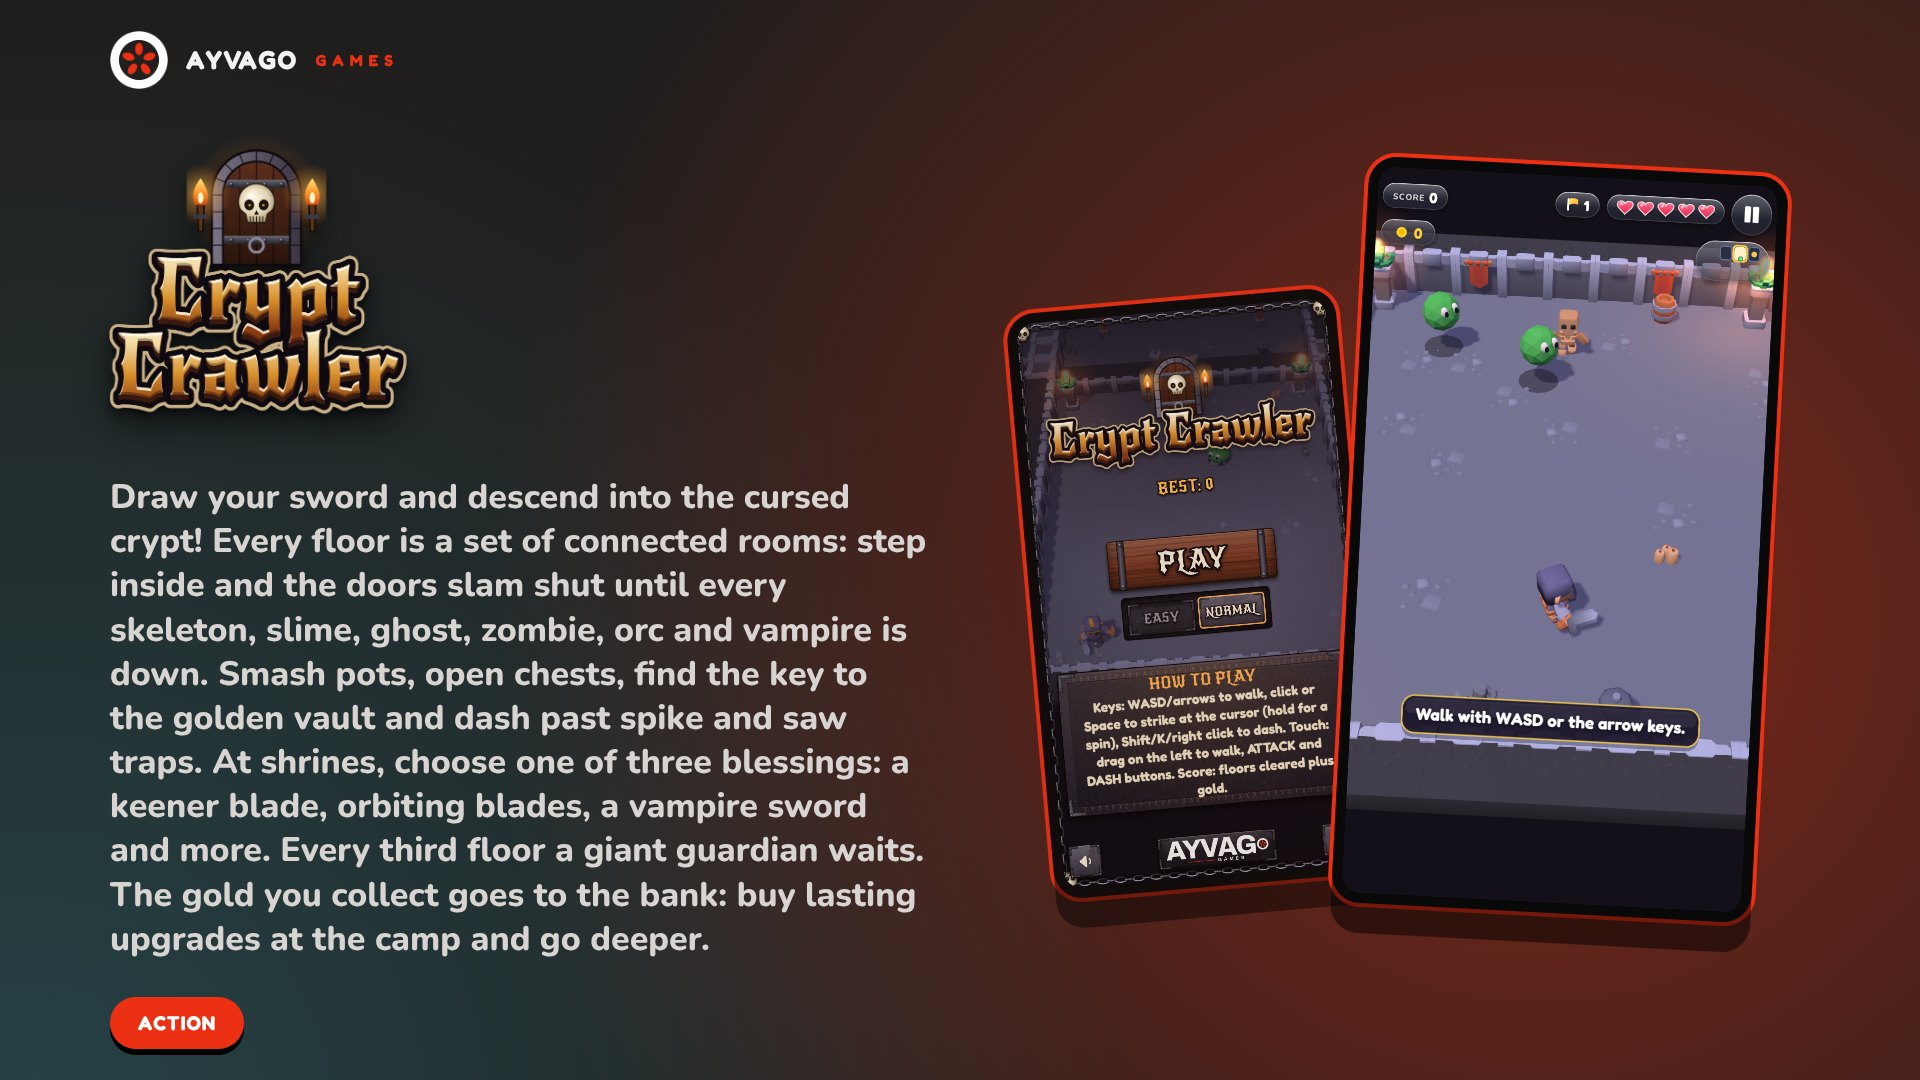 AYVAGO GAMES
Crypt
Crawler
Draw your sword and descend into the cursed
crypt! Every floor is a set of connected rooms: step
inside and the doors slam shut until every
skeleton, slime, ghost, zombie, orc and vampire is
down. Smash pots, open chests, find the key to
the golden vault and dash past spike and saw
traps. At shrines, choose one of three blessings: a
keener blade, orbiting blades, a vampire sword
and more. Every third floor a giant guardian waits.
The gold you collect goes to the bank: buy lasting
upgrades at the camp and go deeper.
ACTION
Crypt Crawler
BEST: 0
PLAY
EASY NORMAL
HOW TO PLAY
Keys: WASD/arrows to walk, click or
Space to strike at the cursor (hold for a
spin), Shift/K/right click to dash. Touch:
drag on the left to walk, ATTACK and
DASH buttons. Score: floors cleared plus
gold.
AYVAGO
GAMES
SCORE 0
1
0
Walk with WASD or the arrow keys.